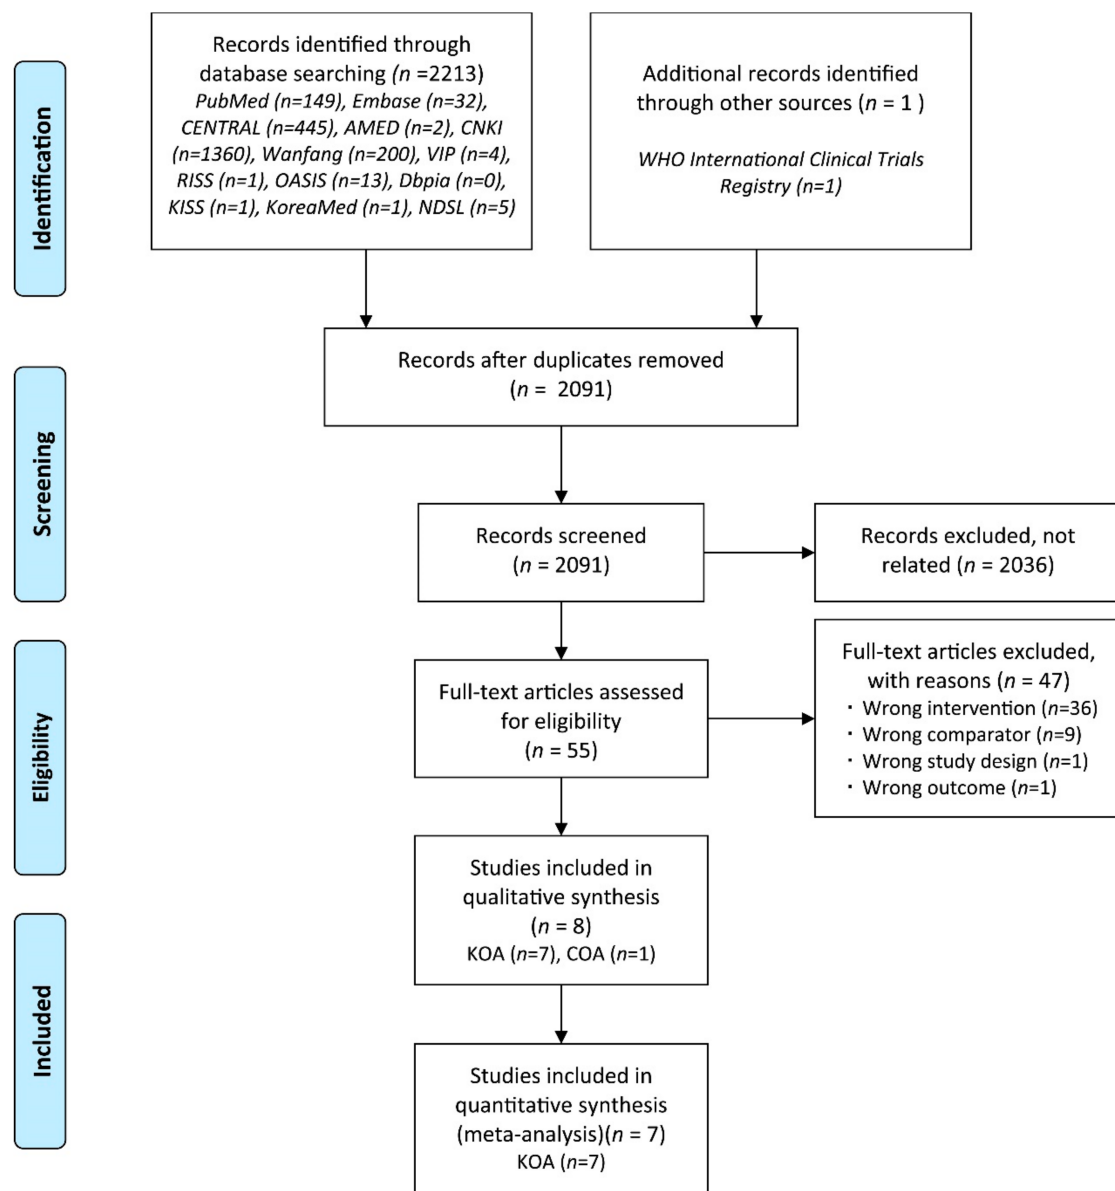 Identification
Records identified through
database searching (n =2213)
PubMed (n=149), Embase (n=32),
CENTRAL (n=445), AMED (n=2), CNKI
(n=1360), Wanfang (n=200), VIP (n=4),
RISS (n=1), OASIS (n=13), Dbpia (n=0),
KISS (n=1), KoreaMed (n=1), NDSL (n=5)
Additional records identified
through other sources (n = 1 )
WHO International Clinical Trials
Registry (n=1)
Screening
Records after duplicates removed
(n = 2091)
Records screened
(n = 2091)
Records excluded, not
related (n = 2036)
Eligibility
Full-text articles assessed
for eligibility
(n = 55)
Full-text articles excluded,
with reasons (n = 47)
· Wrong intervention (n=36)
· Wrong comparator (n=9)
· Wrong study design (n=1)
· Wrong outcome (n=1)
Included
Studies included in
qualitative synthesis
(n = 8)
KOA (n=7), COA (n=1)
Studies included in
quantitative synthesis
(meta-analysis)(n = 7)
KOA (n=7)